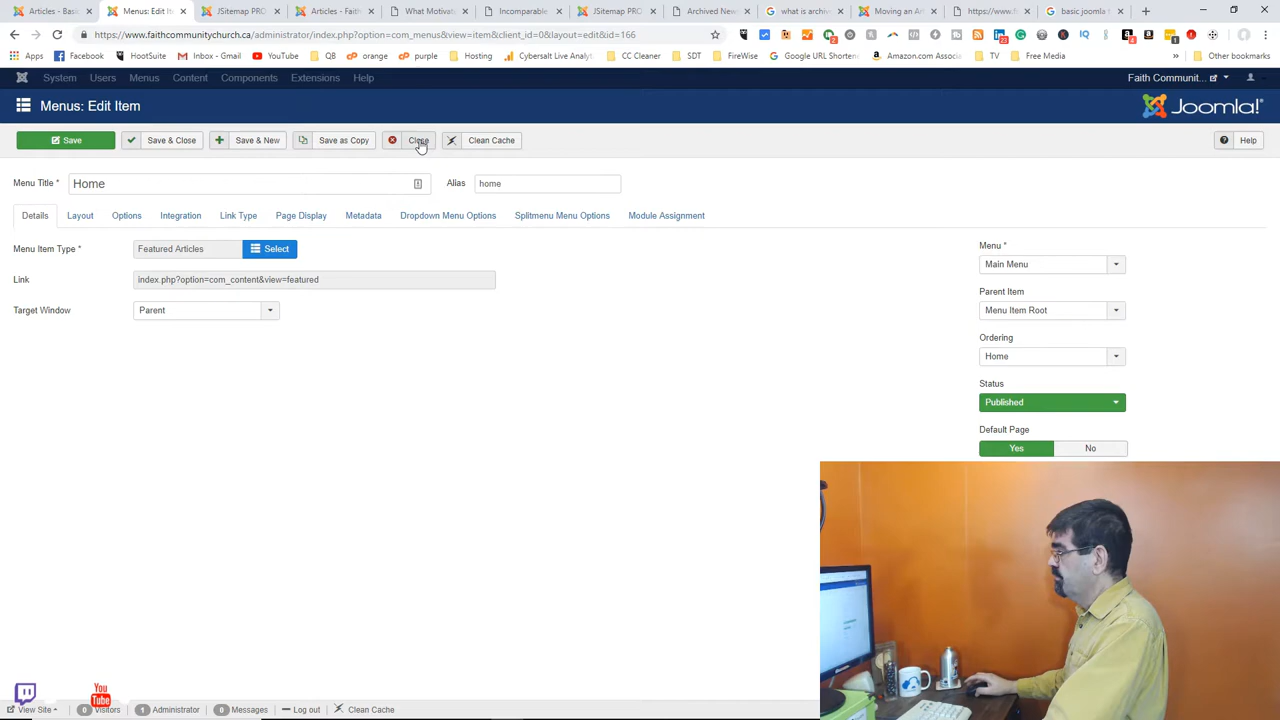 Articles - Basi
Menus: Edit It
JSitemap PRO
Articles - Faith
What Motivat
Incomparable
JSitemap PRO
Archived New
what is archiv
Moving an Art
https://www.f
basic joomla t
https://www.faithcommunitychurch.ca/administrator/index.php?option=com_menus&view=item&client_id=0&layout=edit&id=166
Apps
Facebook
HootSuite
Inbox - Gmail
YouTube
QB
orange
purple
Hosting
CC Cleaner
Cybersalt Live Analy
SDT
FireWise
Google URL Shorten
Amazon.com Associ
TV
Free Media
»
Other bookmarks
System Users Menus Content Components Extensions Help
Faith Communit...
Menus: Edit Item
Joomla!
Save
Save & Close
Save & New
Save as Copy
Close
Clean Cache
Help
Menu Title *
Home
Alias
home
Details Layout Options Integration Link Type Page Display Metadata Dropdown Menu Options Splitmenu Menu Options Module Assignment
Menu Item Type *
Featured Articles
Select
Link
index.php?option=com_content&view=featured
Target Window
Parent
Menu *
Main Menu
Parent Item
Menu Item Root
Ordering
Home
Status
Published
Default Page
Yes
No
You
Tube
View Site
0 Visitors
1 Administrator
0 Messages
Log out
Clean Cache